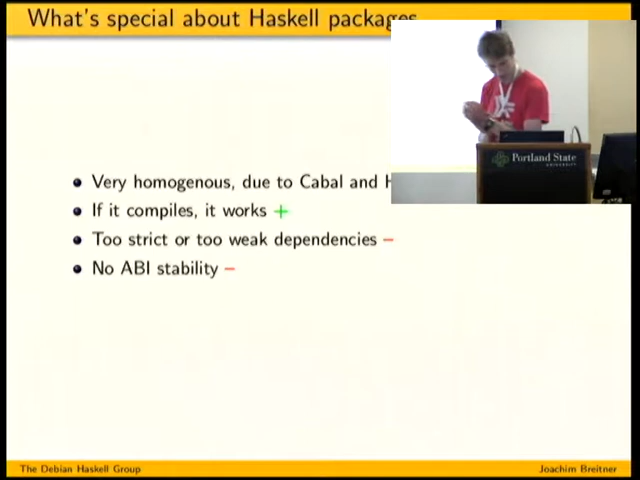 What's special about Haskell packages
Very homogenous, due to Cabal and
If it compiles, it works +
Too strict or too weak dependencies −
No ABI stability −
Portland State
UNIVERSITY
The Debian Haskell Group
Joachim Breitner